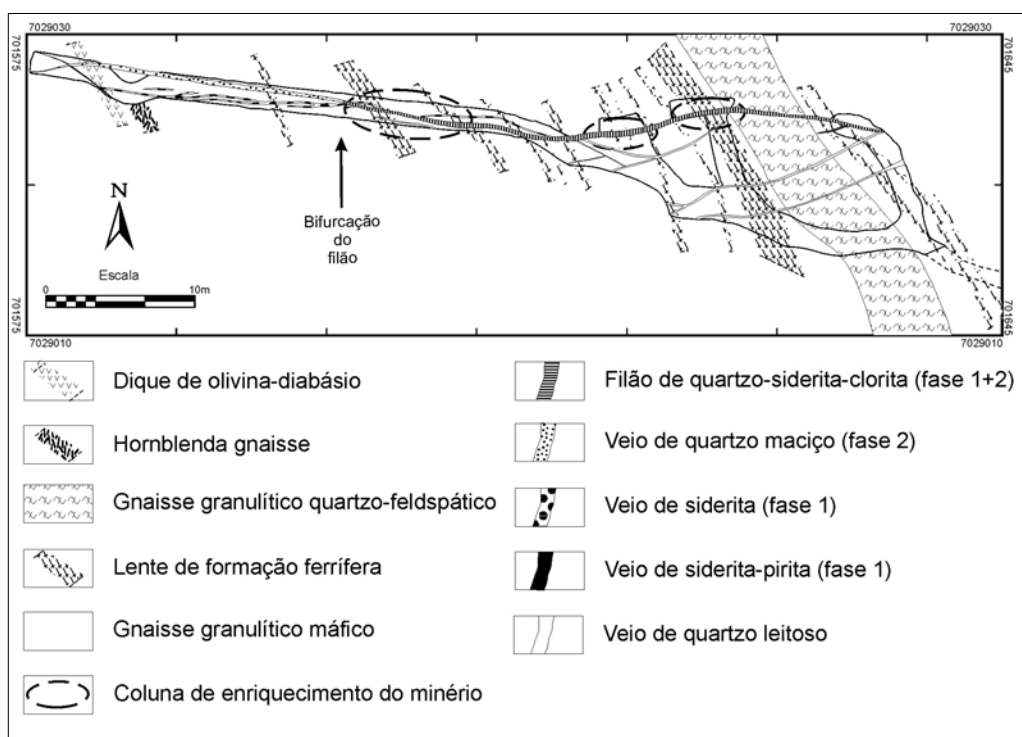 7029030
7029030
701575
701645
Bifurcação
do
filão
N
Escala
0
10m
701575
701645
7029010
7029010
Dique de olivina-diabásio
Hornblenda gnaisse
Gnaisse granulítico quartzo-feldspático
Lente de formação ferrífera
Gnaisse granulítico máfico
Coluna de enriquecimento do minério
Filão de quartzo-siderita-clorita (fase 1+2)
Veio de quartzo maciço (fase 2)
Veio de siderita (fase 1)
Veio de siderita-pirita (fase 1)
Veio de quartzo leitoso